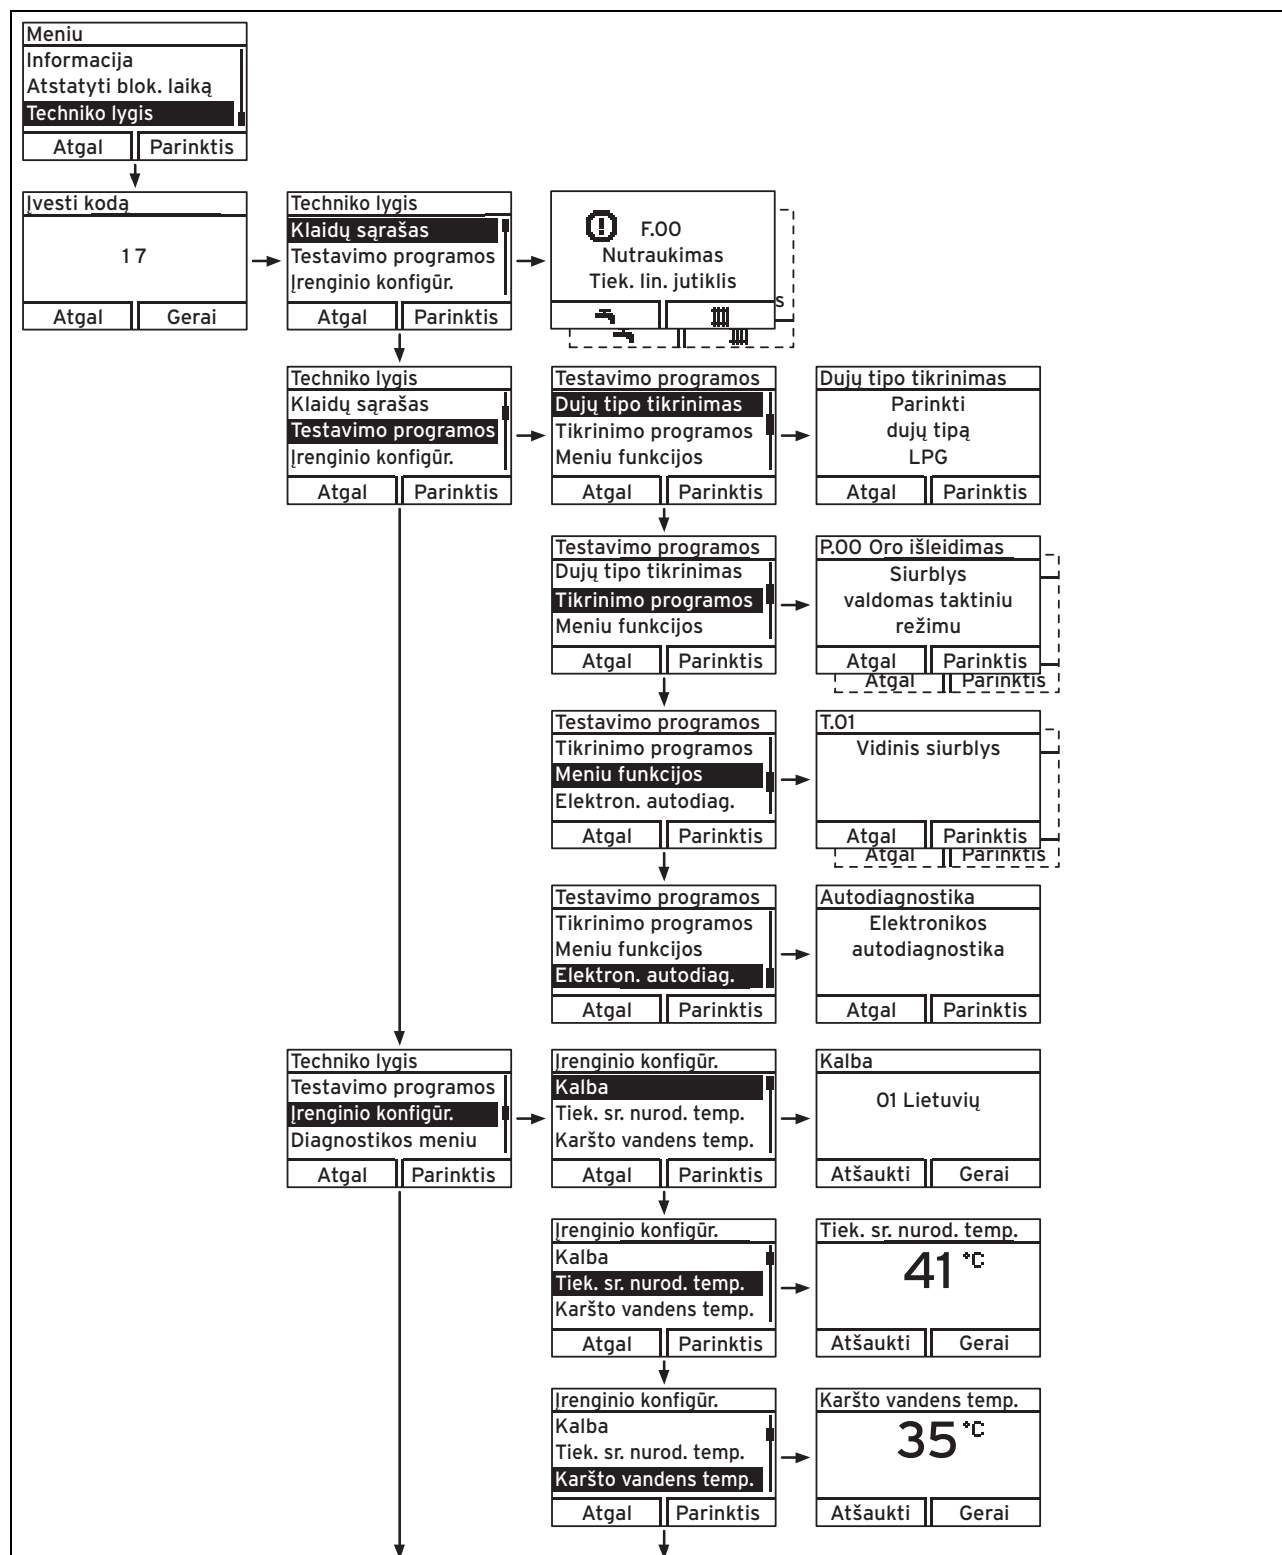 Meniu
Informacija
Atstatyti blok. laiką
Techniko lygis
Atgal Parinktis
Įvesti kodą
17
Atgal Gerai
Techniko lygis
Klaidų sąrašas
Testavimo programos
Įrenginio konfigūr.
Atgal Parinktis
F.00
Nutraukimas
Tiek. lin. jutiklis
s
Techniko lygis
Klaidų sąrašas
Testavimo programos
Įrenginio konfigūr.
Atgal Parinktis
Testavimo programos
Dujų tipo tikrinimas
Tikrinimo programos
Meniu funkcijos
Atgal Parinktis
Dujų tipo tikrinimas
Parinkti
dujų tipą
LPG
Atgal Parinktis
Testavimo programos
Dujų tipo tikrinimas
Tikrinimo programos
Meniu funkcijos
Atgal Parinktis
P.00 Oro išleidimas
Siurblys
valdomas taktiniu
režimu
Atgal Parinktis
Atgal Parinktis
Testavimo programos
Tikrinimo programos
Meniu funkcijos
Elektron. autodiag.
Atgal Parinktis
T.01
Vidinis siurblys
Atgal Parinktis
Atgal Parinktis
Testavimo programos
Tikrinimo programos
Meniu funkcijos
Elektron. autodiag.
Atgal Parinktis
Autodiagnostika
Elektronikos
autodiagnostika
Atgal Parinktis
Techniko lygis
Testavimo programos
Įrenginio konfigūr.
Diagnostikos meniu
Atgal Parinktis
Įrenginio konfigūr.
Kalba
Tiek. sr. nurod. temp.
Karšto vandens temp.
Atgal Parinktis
Kalba
01 Lietuvių
Atšaukti Gerai
Įrenginio konfigūr.
Kalba
Tiek. sr. nurod. temp.
Karšto vandens temp.
Atgal Parinktis
Tiek. sr. nurod. temp.
41 °C
Atšaukti Gerai
Įrenginio konfigūr.
Kalba
Tiek. sr. nurod. temp.
Karšto vandens temp.
Atgal Parinktis
Karšto vandens temp.
35 °C
Atšaukti Gerai